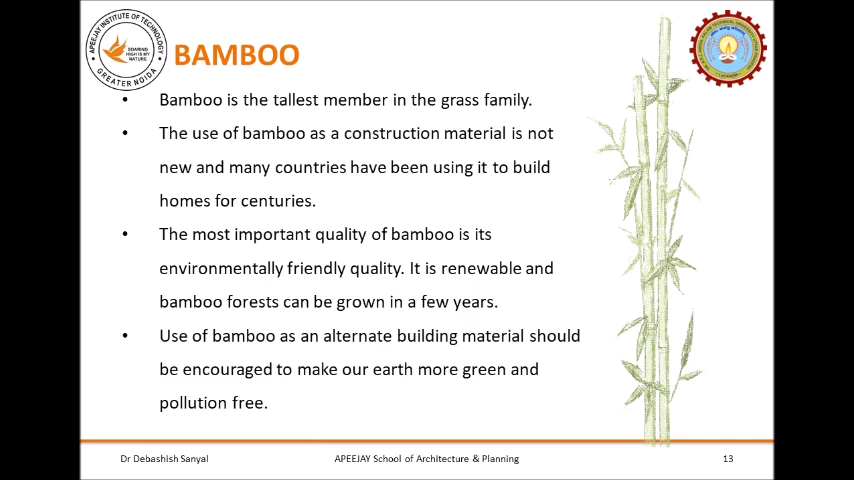 APEEJAY INSTITUTE OF TECHNOLOGY
SOARING
HIGH IS MY
NATURE
GREATER NOIDA
BAMBOO
• Bamboo is the tallest member in the grass family.
• The use of bamboo as a construction material is not
new and many countries have been using it to build
homes for centuries.
• The most important quality of bamboo is its
environmentally friendly quality. It is renewable and
bamboo forests can be grown in a few years.
• Use of bamboo as an alternate building material should
be encouraged to make our earth more green and
pollution free.
Dr Debashish Sanyal
APEEJAY School of Architecture & Planning
13